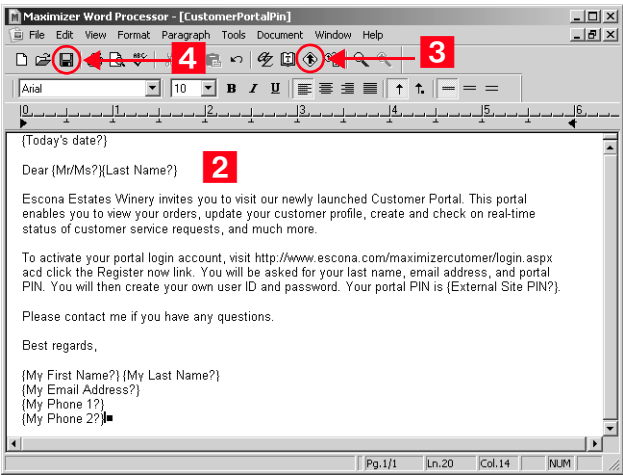 Maximizer Word Processor - [CustomerPortalPin]
File Edit View Format Paragraph Tools Document Window Help
4
3
Arial 10 B I U
0 1 2 3 4 5 6
{Today's date?}
2
Dear {Mr/Ms?}{Last Name?}
Escona Estates Winery invites you to visit our newly launched Customer Portal. This portal
enables you to view your orders, update your customer profile, create and check on real-time
status of customer service requests, and much more.
To activate your portal login account, visit http://www.escona.com/maximizercutomer/login.aspx
acd click the Register now link. You will be asked for your last name, email address, and portal
PIN. You will then create your own user ID and password. Your portal PIN is {External Site PIN?}.
Please contact me if you have any questions.
Best regards,
{My First Name?} {My Last Name?}
{My Email Address?}
{My Phone 1?}
{My Phone 2?}
Pg.1/1 Ln.20 Col.14 NUM